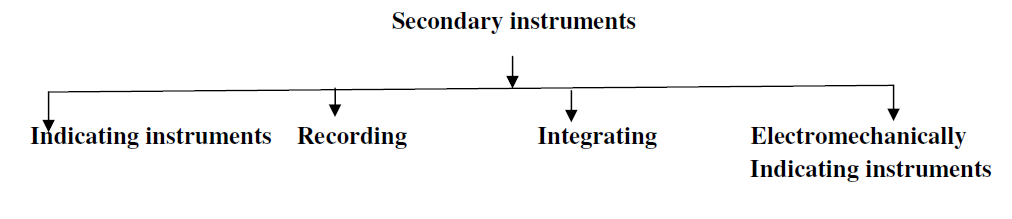 Secondary instruments
Indicating instruments Recording Integrating Electromechanically
Indicating instruments